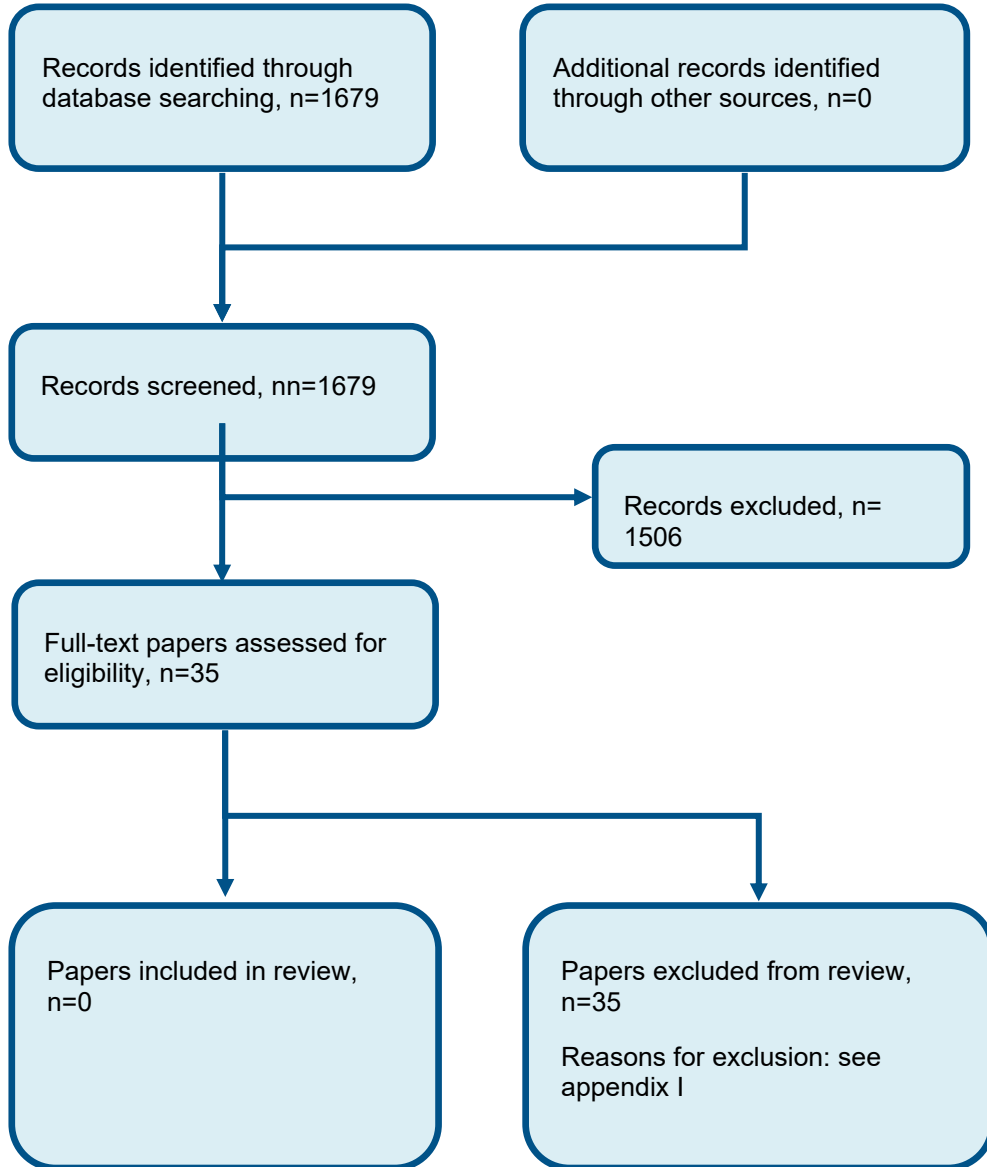 Records identified through
database searching, n=1679
Additional records identified
through other sources, n=0
Records screened, nn=1679
Records excluded, n=
1506
Full-text papers assessed for
eligibility, n=35
Papers included in review,
n=0
Papers excluded from review,
n=35
Reasons for exclusion: see
appendix I